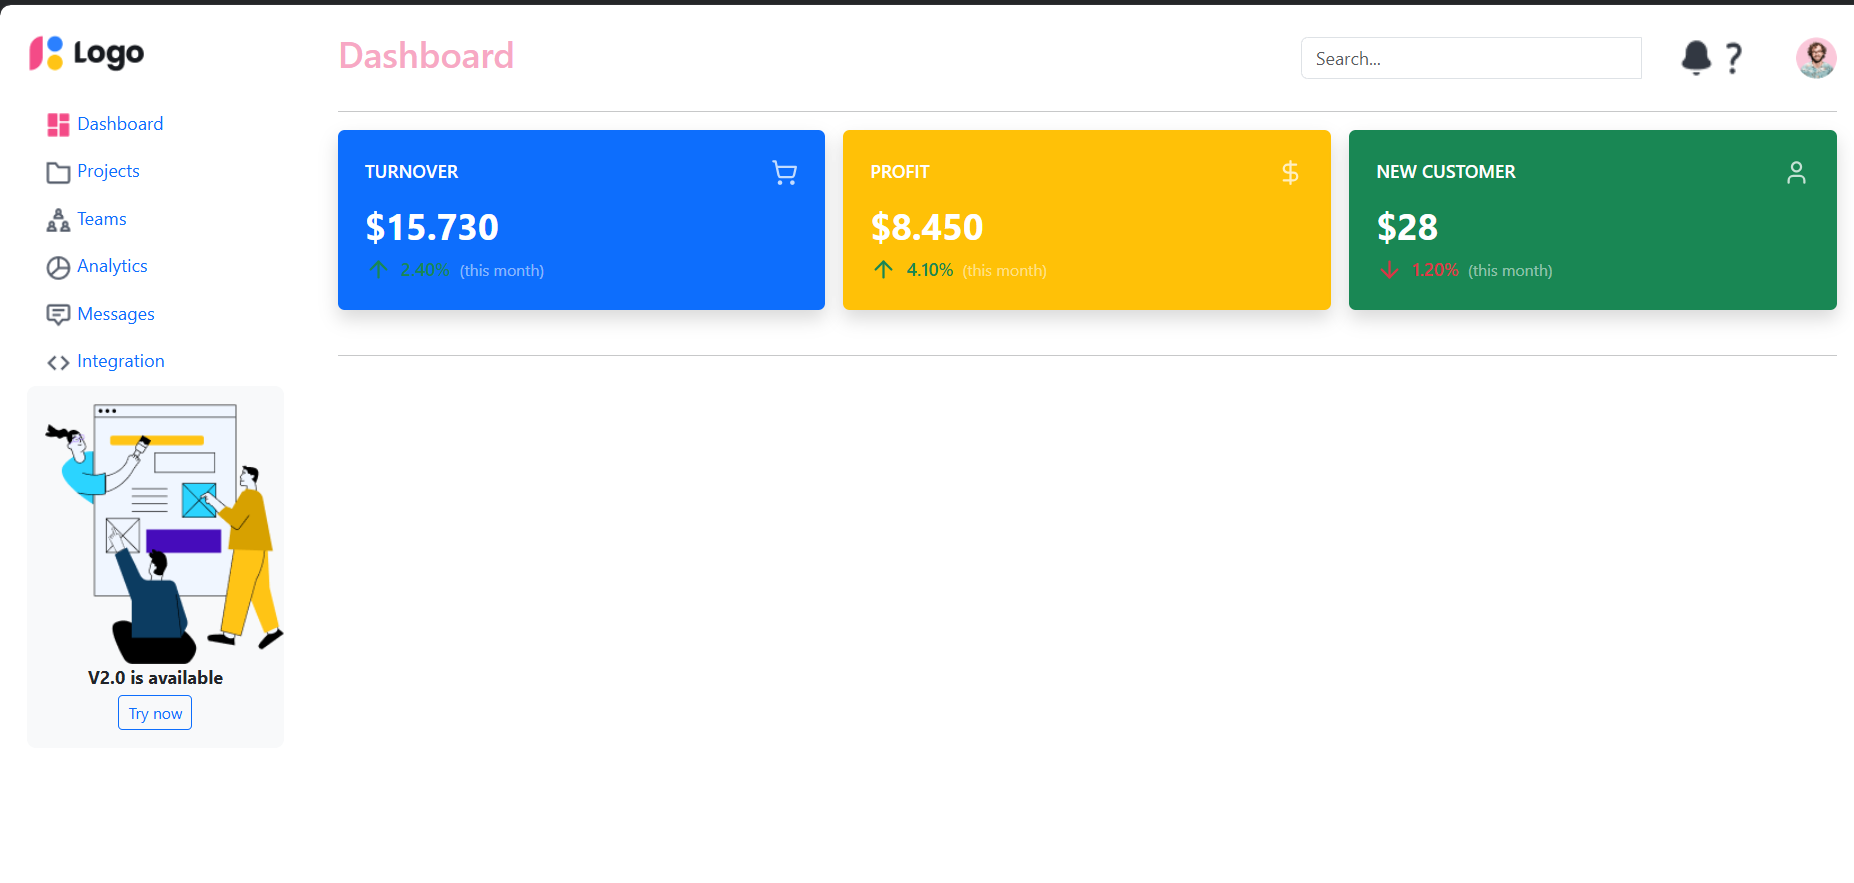 Logo
Dashboard
Search...
Dashboard
Projects
Teams
Analytics
Messages
Integration
V2.0 is available
Try now
TURNOVER
$15.730
2.40% (this month)
PROFIT
$8.450
4.10% (this month)
NEW CUSTOMER
$28
1.20% (this month)